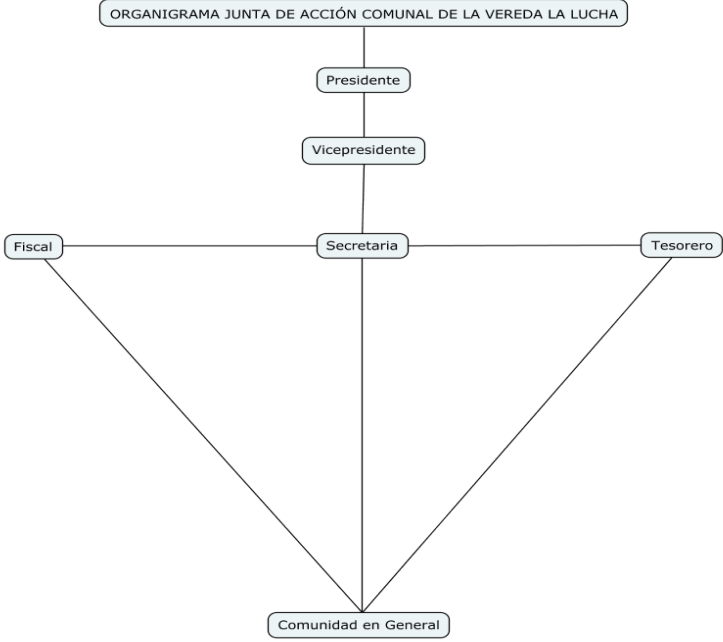 ORGANIGRAMA JUNTA DE ACCIÓN COMUNAL DE LA VEREDA LA LUCHA
Presidente
Vicepresidente
Fiscal
Secretaria
Tesorero
Comunidad en General